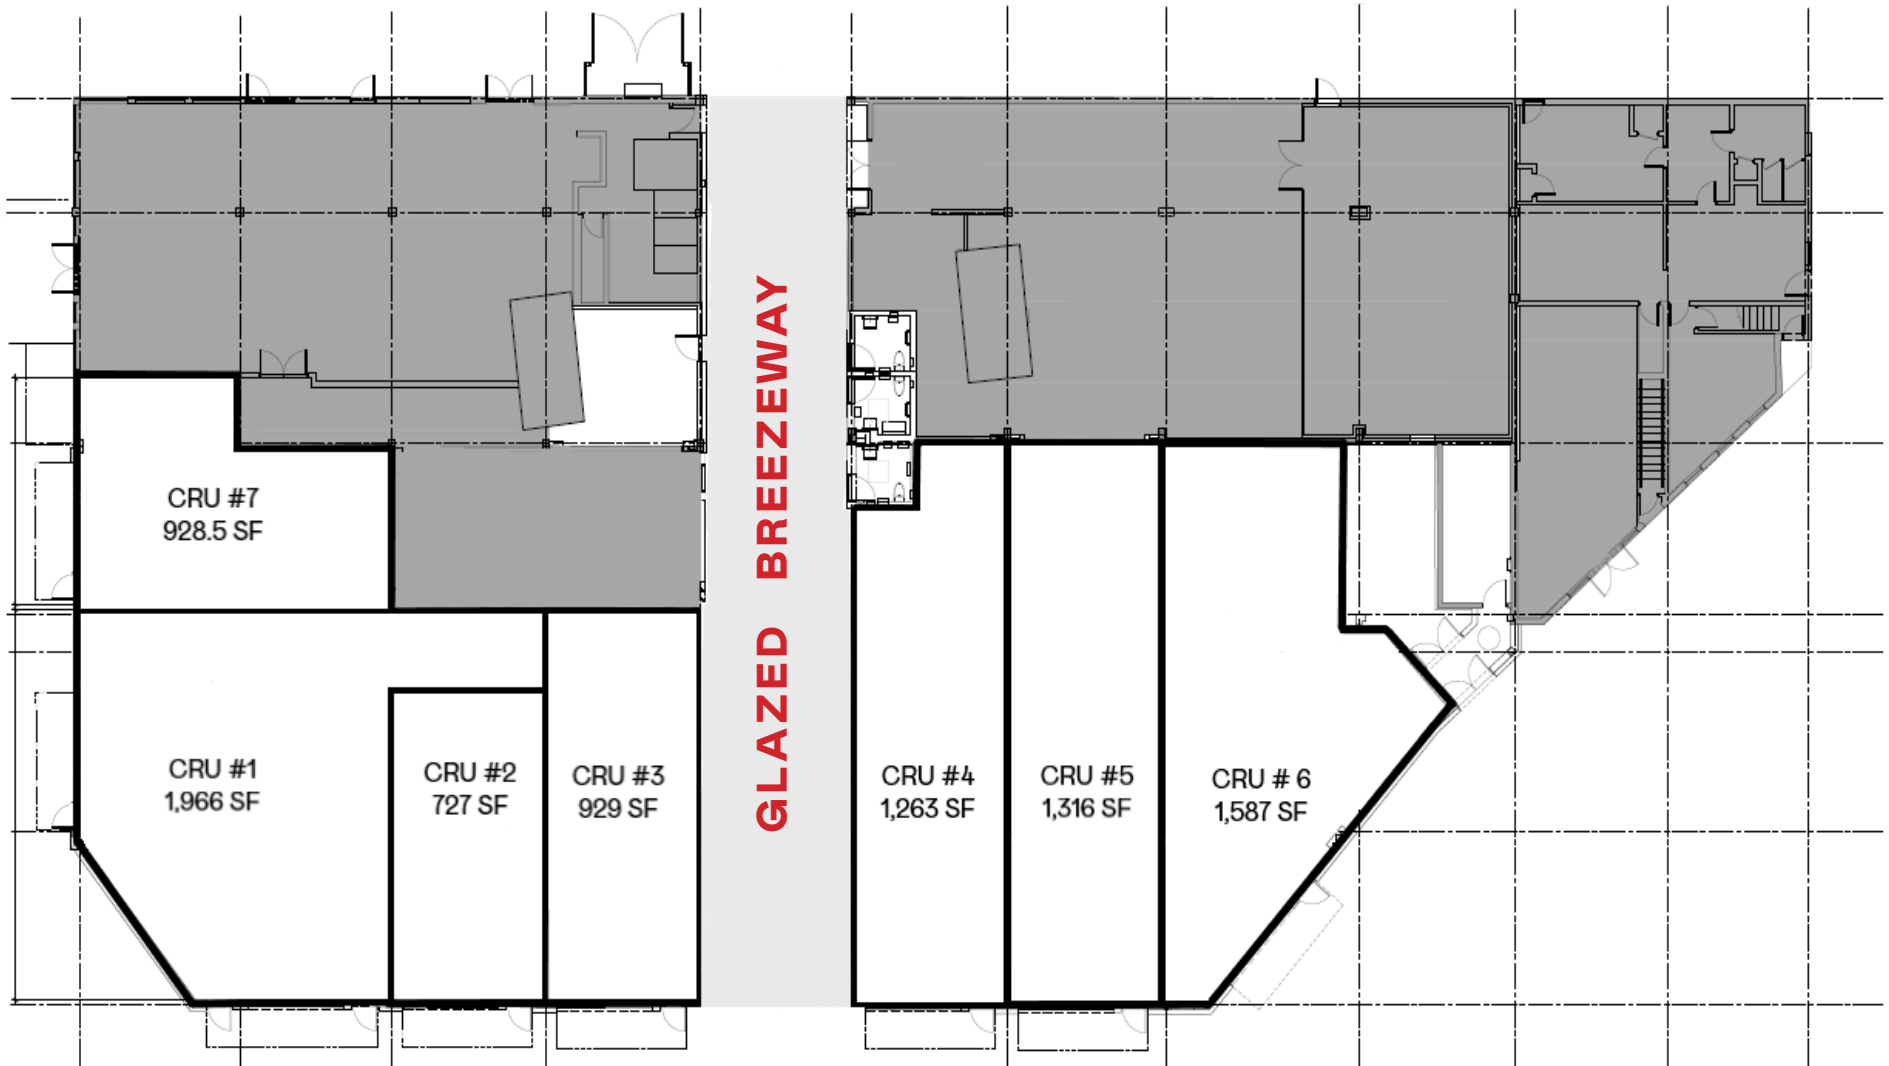 CRU #7
928.5 SF
CRU #1
1,966 SF
CRU #2
727 SF
CRU #3
929 SF
GLAZED BREEZEWAY
CRU #4
1,263 SF
CRU #5
1,316 SF
CRU # 6
1,587 SF